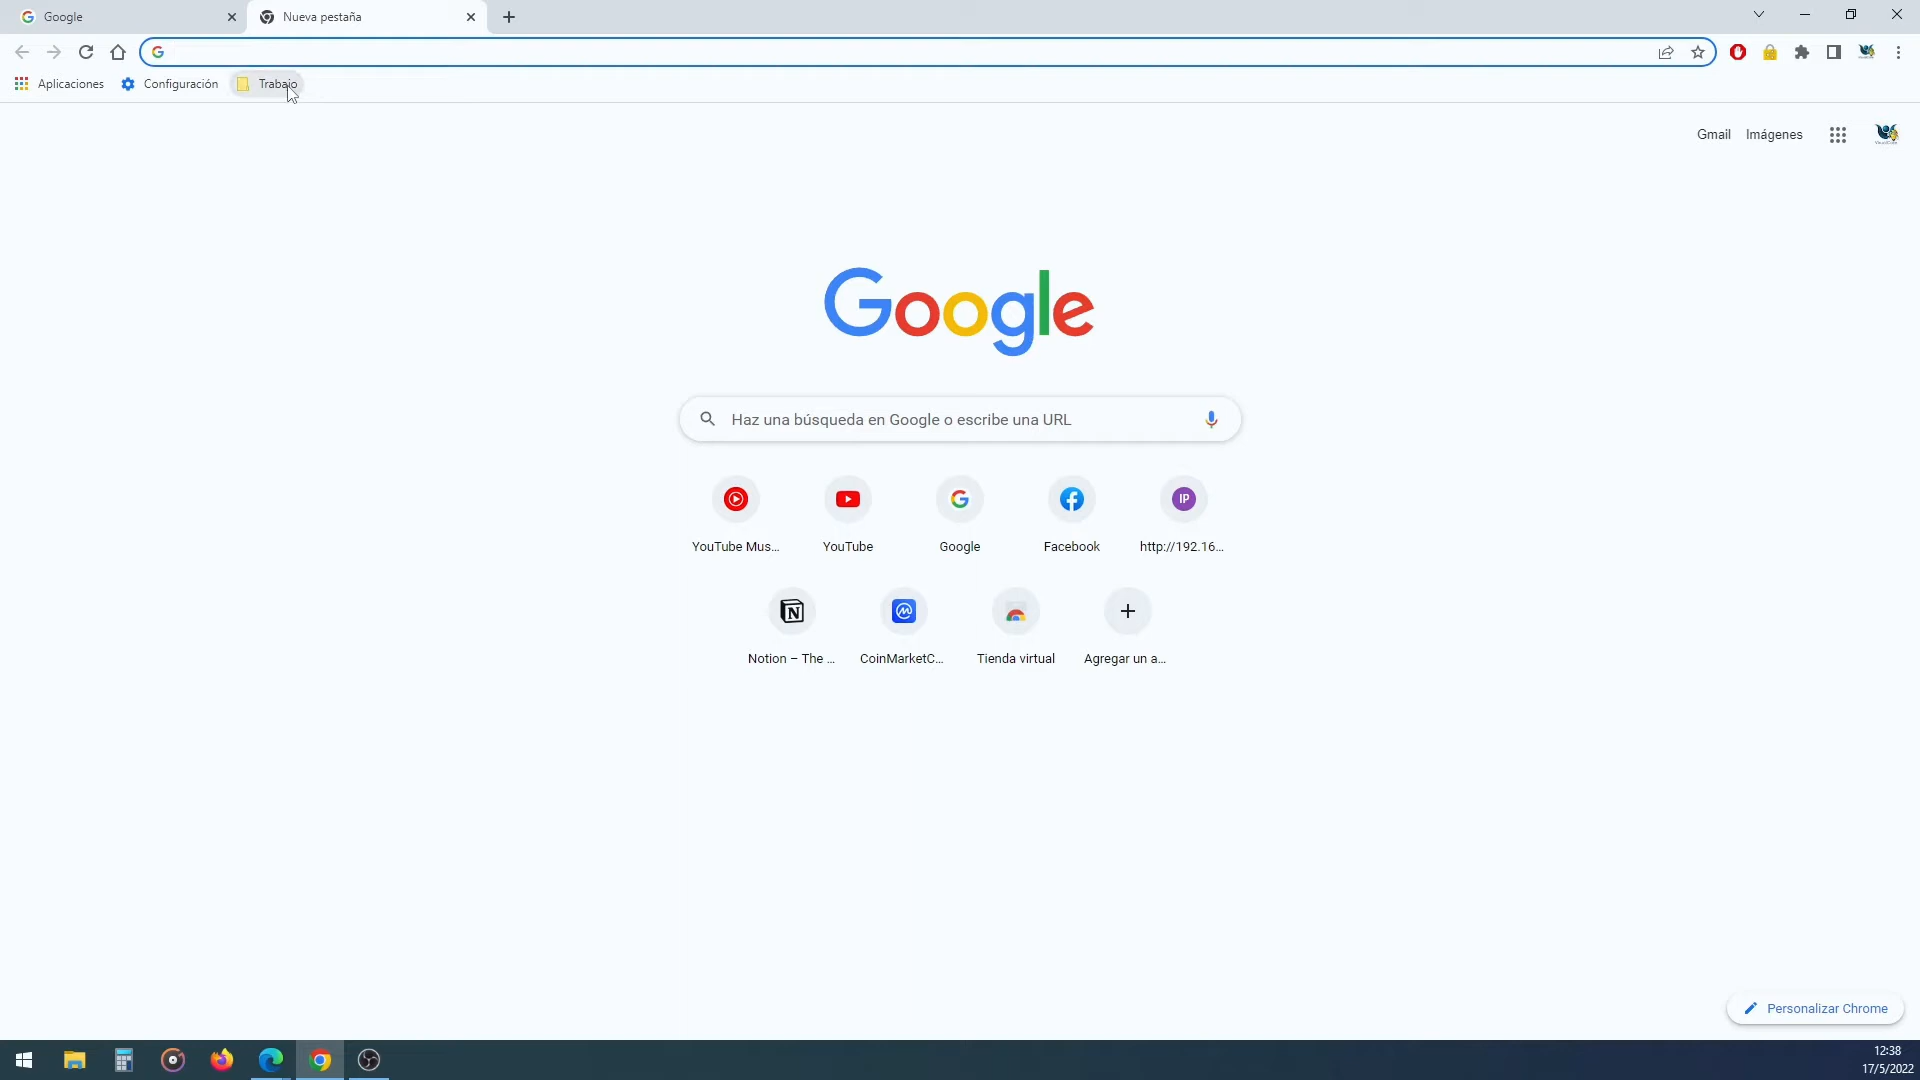 Google
Nueva pestaña
Aplicaciones
Configuración
Trabajo
Gmail
Imágenes
Google
Haz una búsqueda en Google o escribe una URL
IP
YouTube Mus...
YouTube
Google
Facebook
http://192.16...
Notion – The ...
CoinMarketC...
Tienda virtual
Agregar un a...
Personalizar Chrome
12:38
17/5/2022